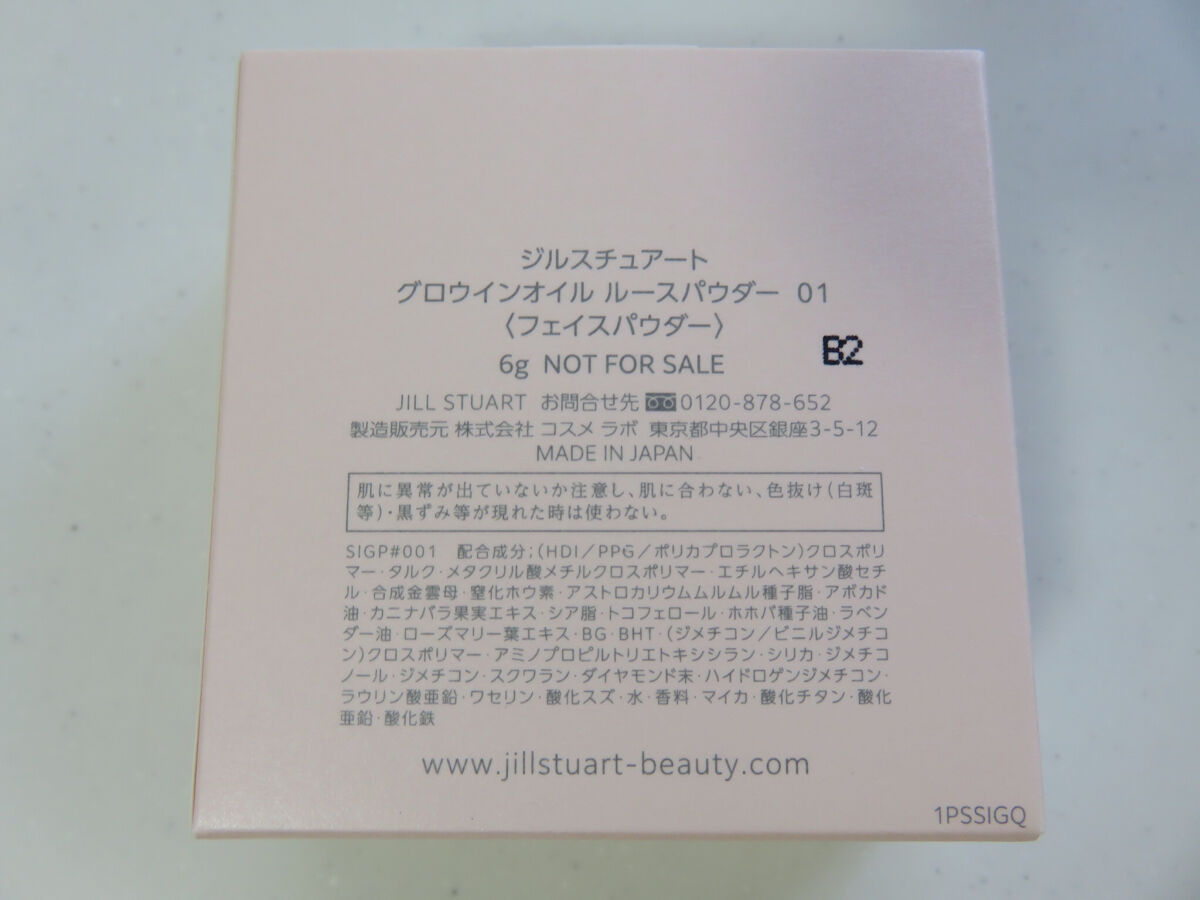 ジルスチュアート
グロウインオイル ルースパウダー 01
〈フェイスパウダー〉
6g NOT FOR SALE
B2
JILL STUART お問合せ先 0120-878-652
製造販売元 株式会社 コスメ ラボ 東京都中央区銀座3-5-12
MADE IN JAPAN
肌に異常が出ていないか注意し、肌に合わない、色抜け(白斑
等)・黒ずみ等が現れた時は使わない。
SIGP#001 配合成分;(HDI/PPG/ポリカプロラクトン)クロスポリ
マー・タルク・メタクリル酸メチルクロスポリマー・エチルヘキサン酸セチ
ル・合成金雲母・窒化ホウ素・アストロカリウムムルムル種子脂・アボカド
油・カニナバラ果実エキス・シア脂・トコフェロール・ホホバ種子油・ラベン
ダー油・ローズマリー葉エキス・BG・BHT・(ジメチコン/ビニルジメチコ
ン)クロスポリマー・アミノプロピルトリエトキシシラン・シリカ・ジメチコ
ノール・ジメチコン・スクワラン・ダイヤモンド末・ハイドロゲンジメチコン・
ラウリン酸亜鉛・ワセリン・酸化スズ・水・香料・マイカ・酸化チタン・酸化
亜鉛・酸化鉄
www.jillstuart-beauty.com
1PSSIGQ